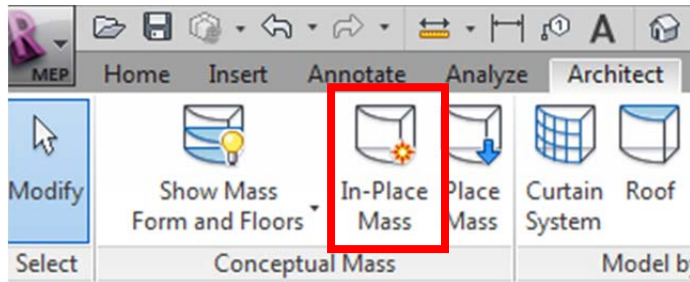 R
MEP
1
A
Home Insert Annotate Analyze Architect
Modify
Show Mass
Form and Floors
In-Place
Mass
Place
Mass
Curtain
System
Roof
Select
Conceptual Mass
Model b